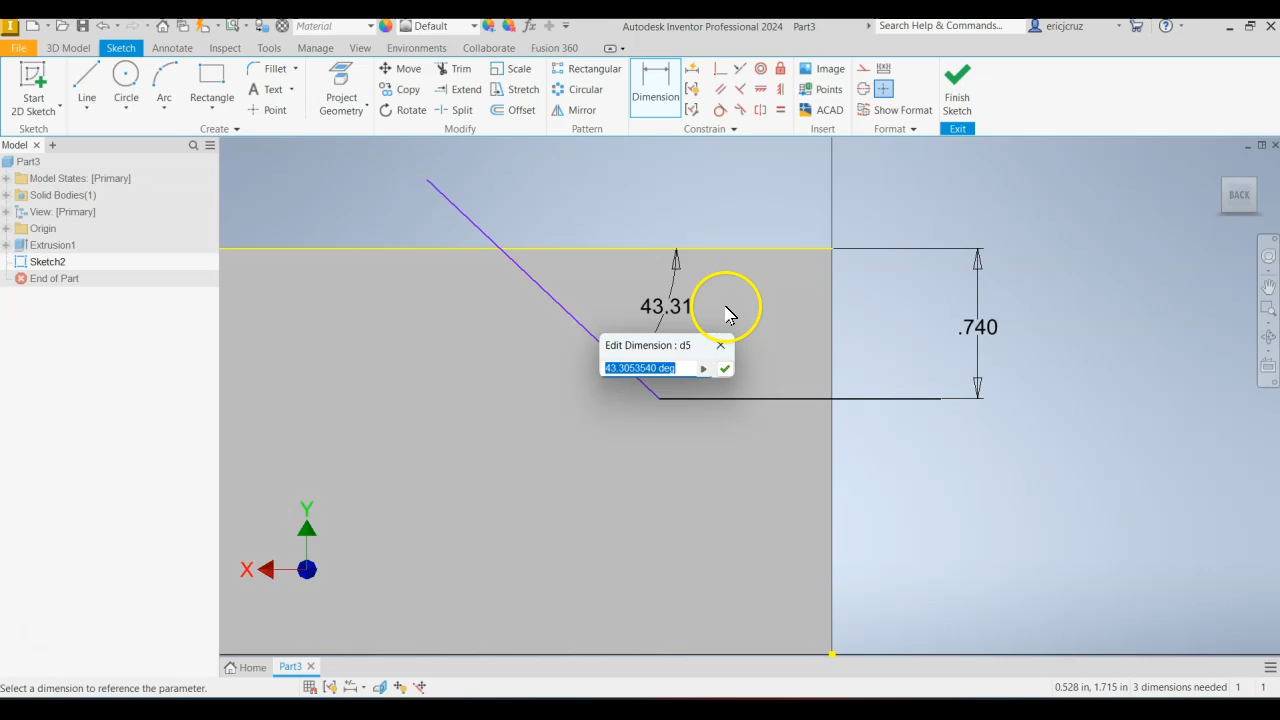 Material
Default
Autodesk Inventor Professional 2024 Part3
Search Help & Commands...
ericjcruz
File 3D Model Sketch Annotate Inspect Tools Manage View Environments Collaborate Fusion 360
Start
2D Sketch
Line
Circle
Arc
Rectangle
Fillet
Text
Point
Project
Geometry
Move
Copy
Rotate
Trim
Extend
Split
Scale
Stretch
Offset
Rectangular
Circular
Mirror
Dimension
Image
Points
ACAD
Show Format
Finish
Sketch
Sketch
Create
Modify
Pattern
Constrain
Insert
Format
Exit
Model
Part3
Model States: [Primary]
Solid Bodies(1)
View: [Primary]
Origin
Extrusion1
Sketch2
End of Part
BACK
43.31
.740
Edit Dimension : d5
43.3053540 deg
Y
X
Home
Part3
Select a dimension to reference the parameter.
0.528 in, 1.715 in 3 dimensions needed 1 1